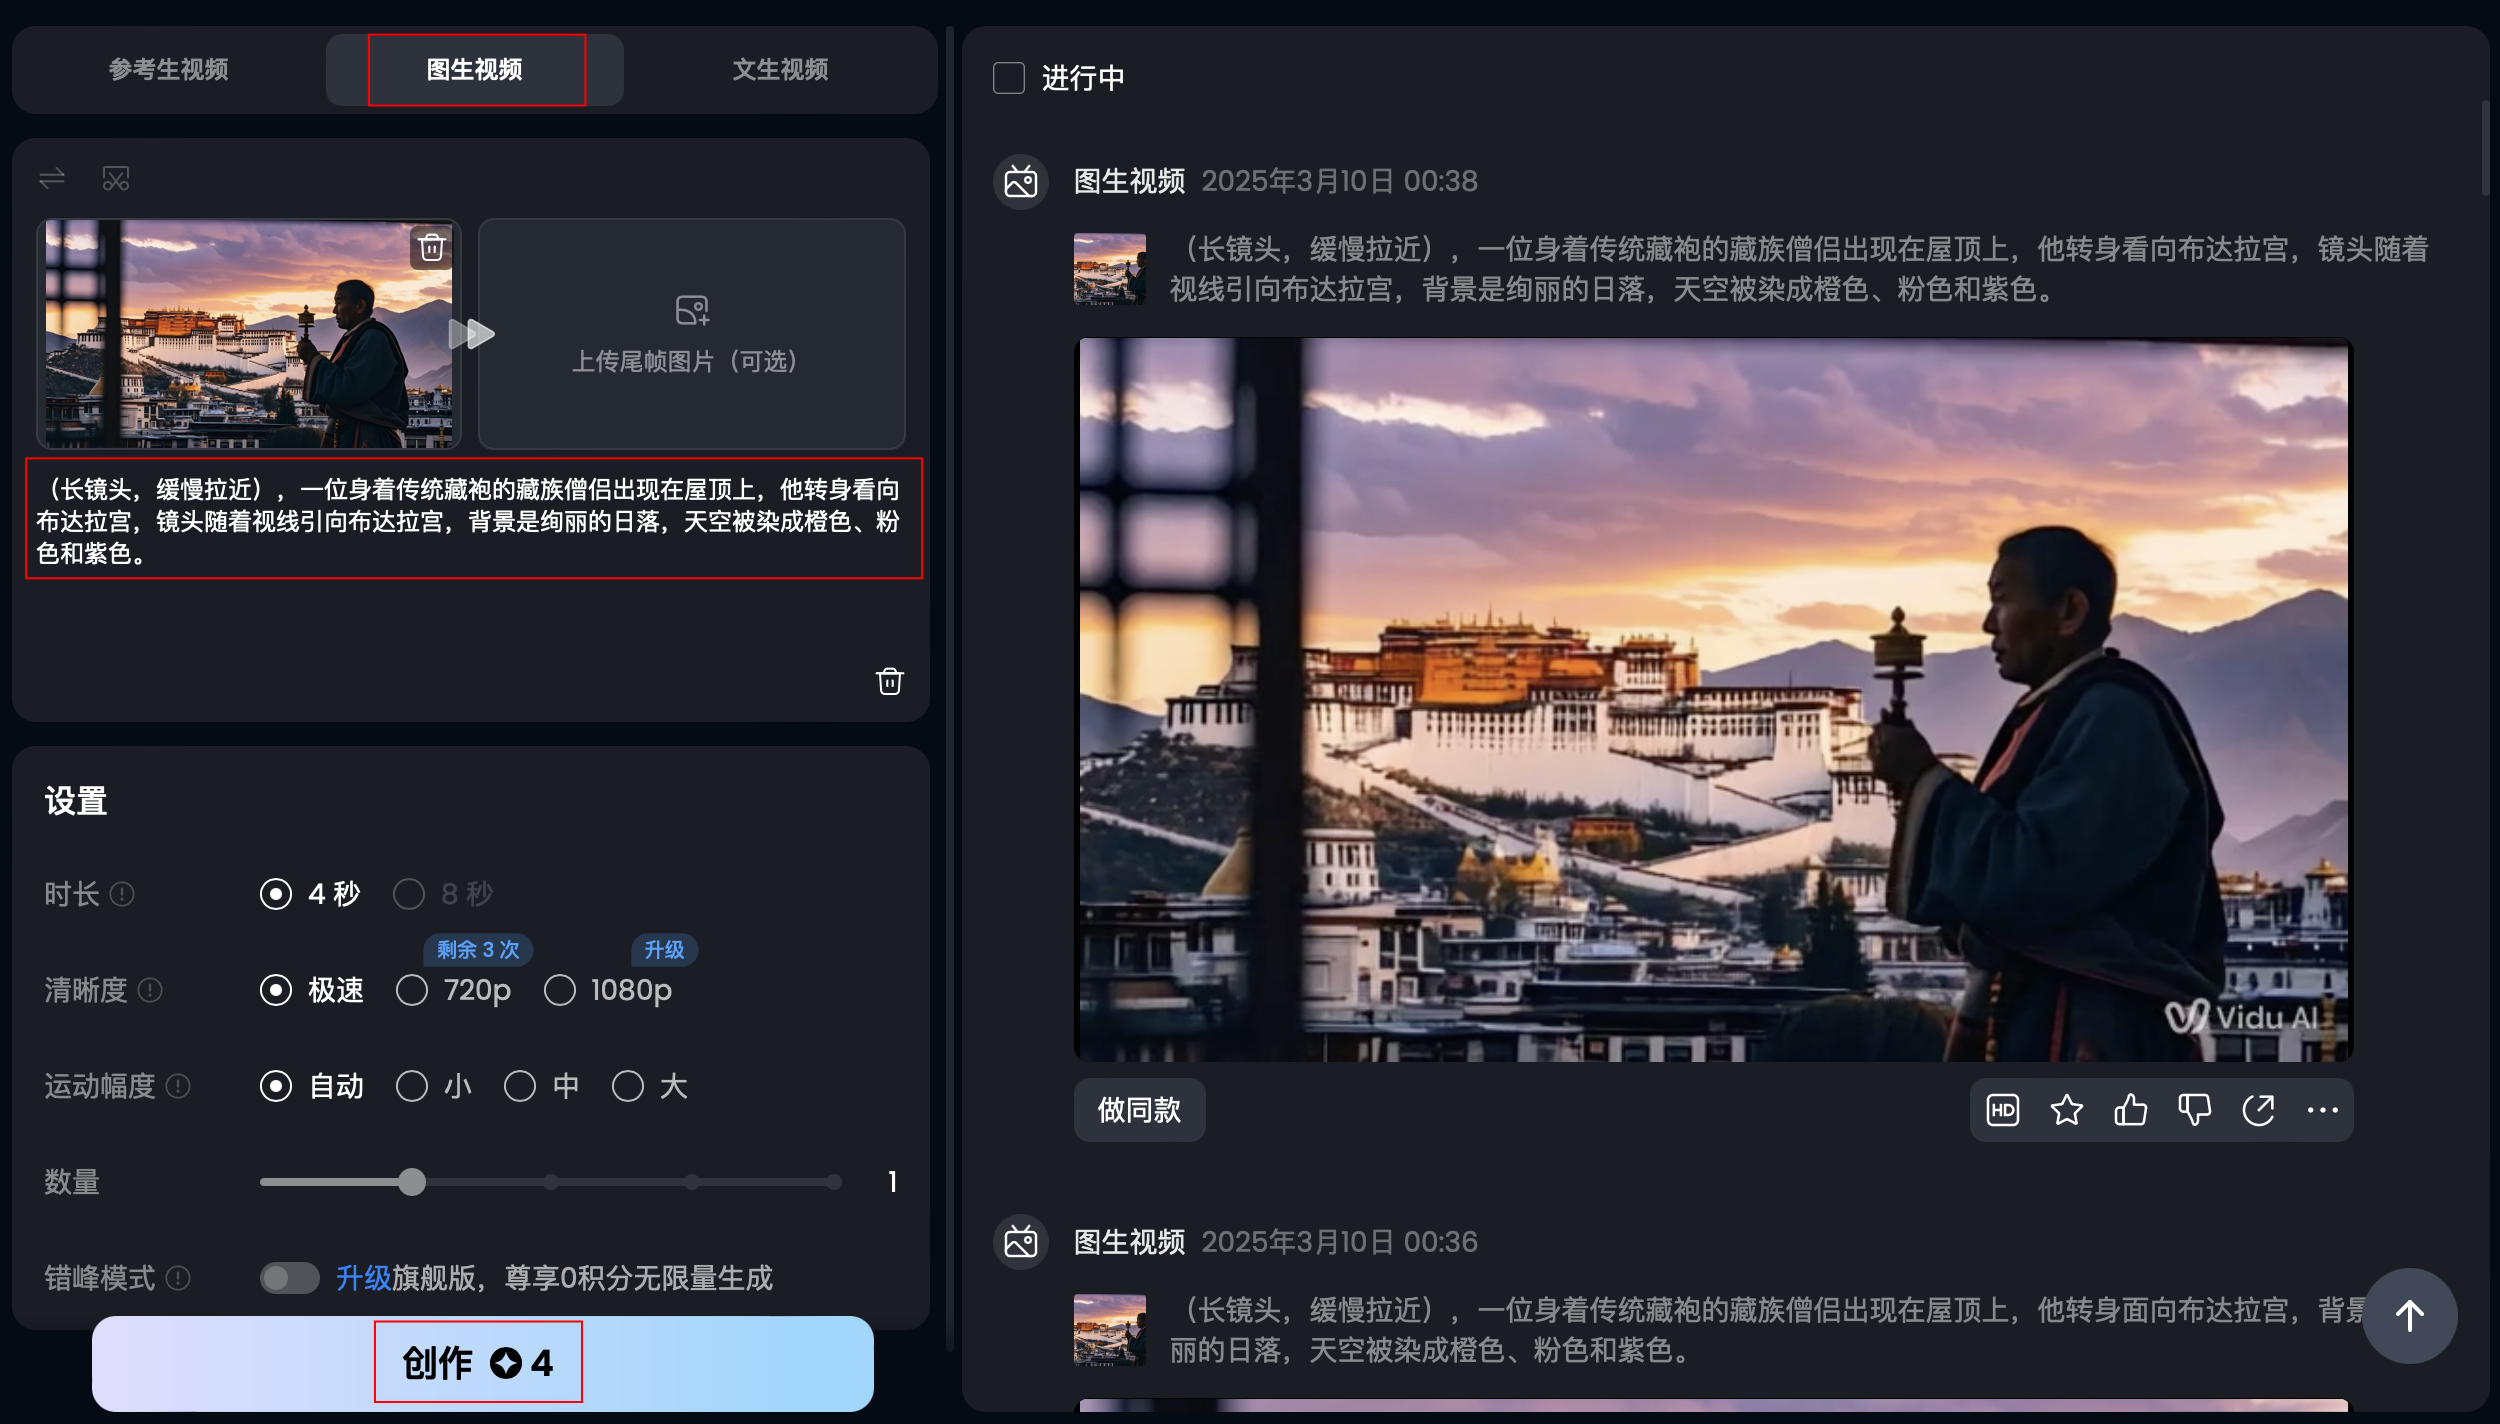 参考生视频
图生视频
文生视频
上传尾帧图片（可选）
（长镜头，缓慢拉近），一位身着传统藏袍的藏族僧侣出现在屋顶上，他转身看向
布达拉宫，镜头随着视线引向布达拉宫，背景是绚丽的日落，天空被染成橙色、粉
色和紫色。
设置
时长
4 秒
8 秒
剩余 3 次
升级
清晰度
极速
720p
1080p
运动幅度
自动
小
中
大
数量
1
错峰模式
升级旗舰版，尊享0积分无限量生成
创作 4
进行中
图生视频 2025年3月10日 00:38
（长镜头，缓慢拉近），一位身着传统藏袍的藏族僧侣出现在屋顶上，他转身看向布达拉宫，镜头随着
视线引向布达拉宫，背景是绚丽的日落，天空被染成橙色、粉色和紫色。
Vidu AI
做同款
HD
图生视频 2025年3月10日 00:36
（长镜头，缓慢拉近），一位身着传统藏袍的藏族僧侣出现在屋顶上，他转身面向布达拉宫，背景
丽的日落，天空被染成橙色、粉色和紫色。